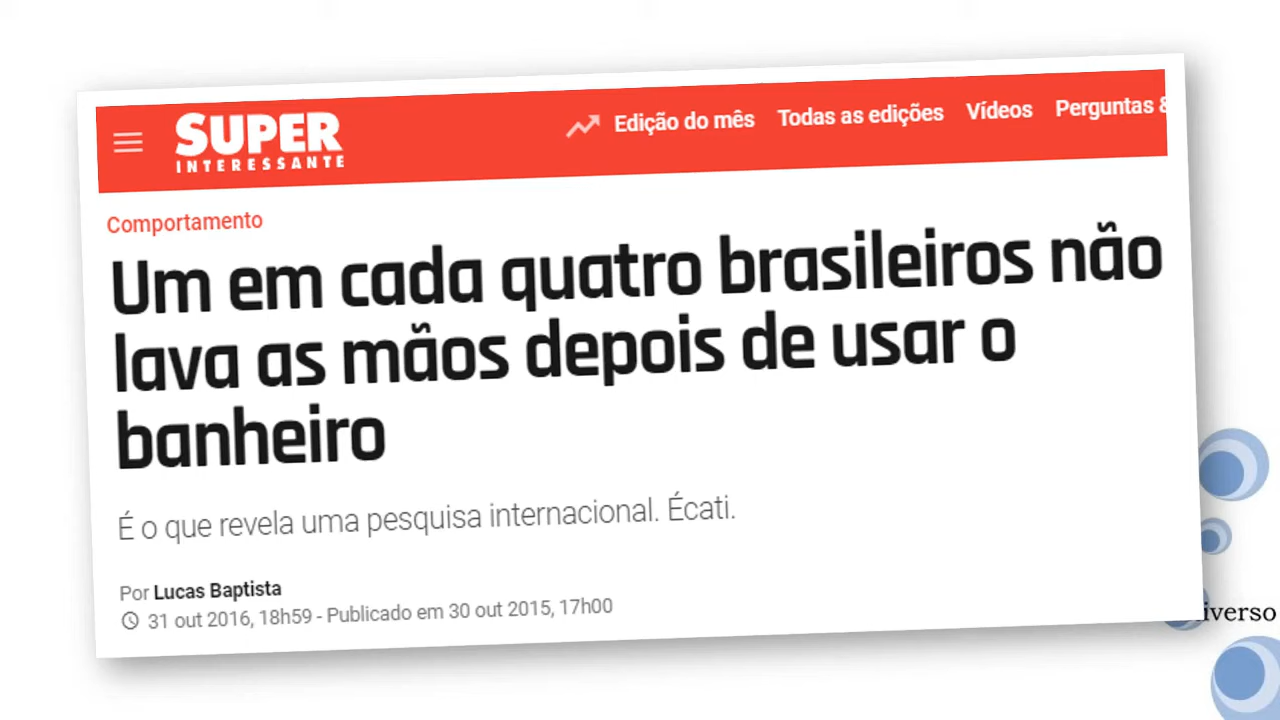 SUPER
INTERESSANTE
Edição do mês Todas as edições Vídeos Perguntas &
Comportamento
Um em cada quatro brasileiros não
lava as mãos depois de usar o
banheiro
É o que revela uma pesquisa internacional. Écati.
Por Lucas Baptista
31 out 2016, 18h59 - Publicado em 30 out 2015, 17h00
iverso